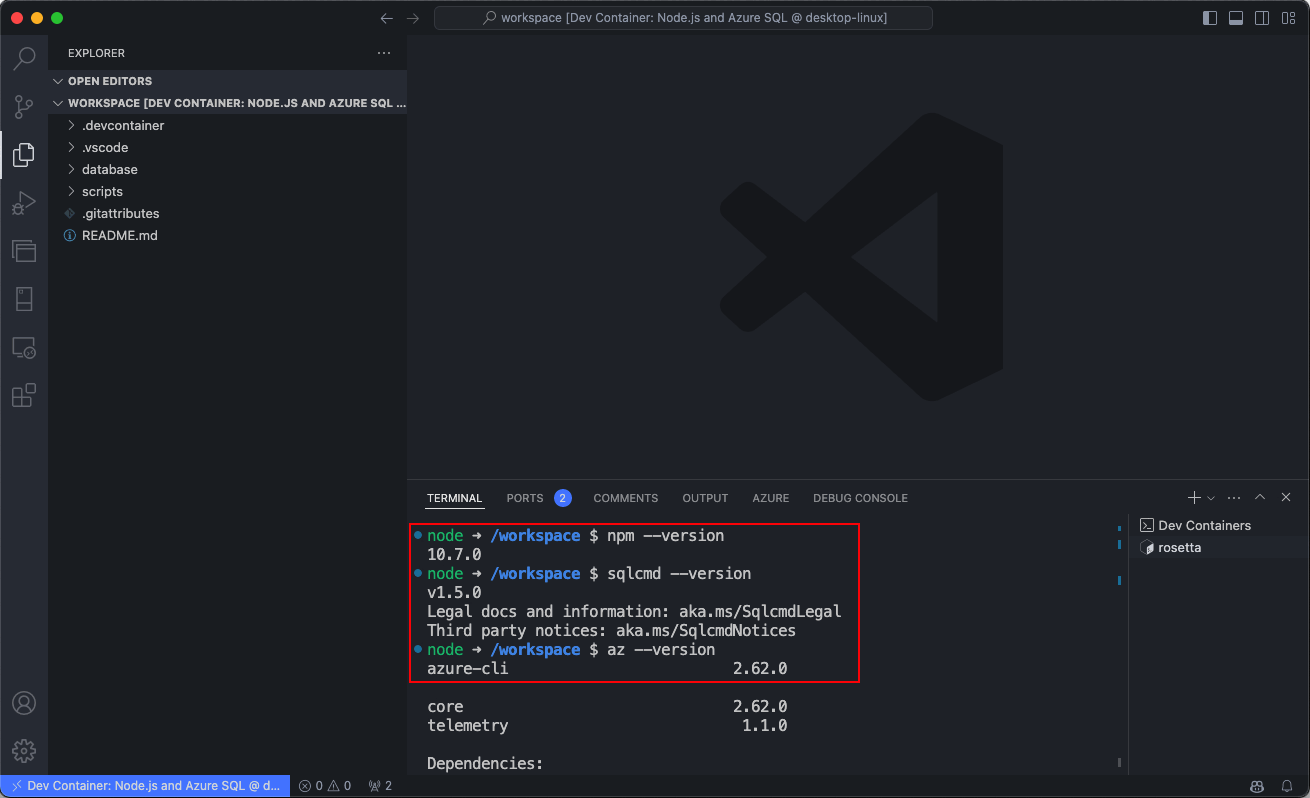 workspace [Dev Container: Node.js and Azure SQL @ desktop-linux]
EXPLORER
OPEN EDITORS
WORKSPACE [DEV CONTAINER: NODE.JS AND AZURE SQL ...
.devcontainer
.vscode
database
scripts
.gitattributes
README.md
TERMINAL PORTS 2 COMMENTS OUTPUT AZURE DEBUG CONSOLE
node ➜ /workspace $ npm --version
10.7.0
node ➜ /workspace $ sqlcmd --version
v1.5.0
Legal docs and information: aka.ms/SqlcmdLegal
Third party notices: aka.ms/SqlcmdNotices
node ➜ /workspace $ az --version
azure-cli 2.62.0
core 2.62.0
telemetry 1.1.0
Dependencies:
Dev Containers
rosetta
Dev Container: Node.js and Azure SQL @ d... 0 0 2